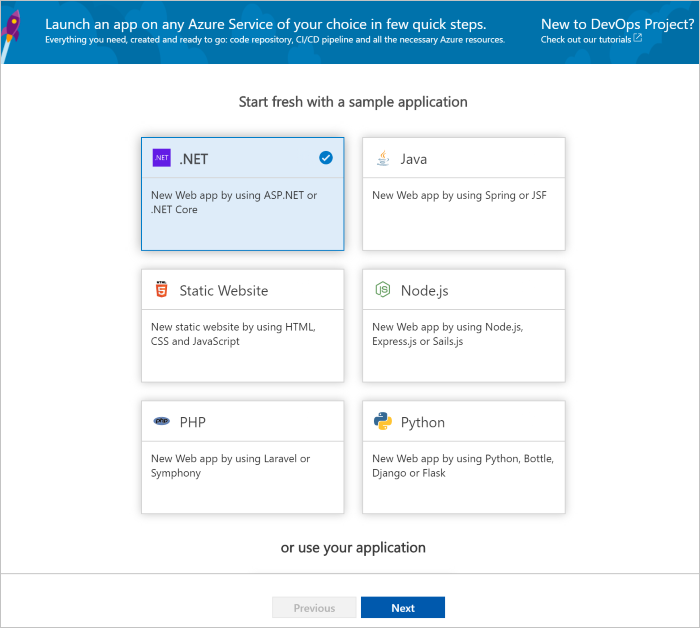 Launch an app on any Azure Service of your choice in few quick steps.
Everything you need, created and ready to go: code repository, CI/CD pipeline and all the necessary Azure resources.
New to DevOps Project?
Check out our tutorials
Start fresh with a sample application
.NET
.NET
New Web app by using ASP.NET or
.NET Core
Java
New Web app by using Spring or JSF
HTML
5
Static Website
New static website by using HTML,
CSS and JavaScript
JS
Node.js
New Web app by using Node.js,
Express.js or Sails.js
php
PHP
New Web app by using Laravel or
Symphony
Python
New Web app by using Python, Bottle,
Django or Flask
or use your application
Previous
Next